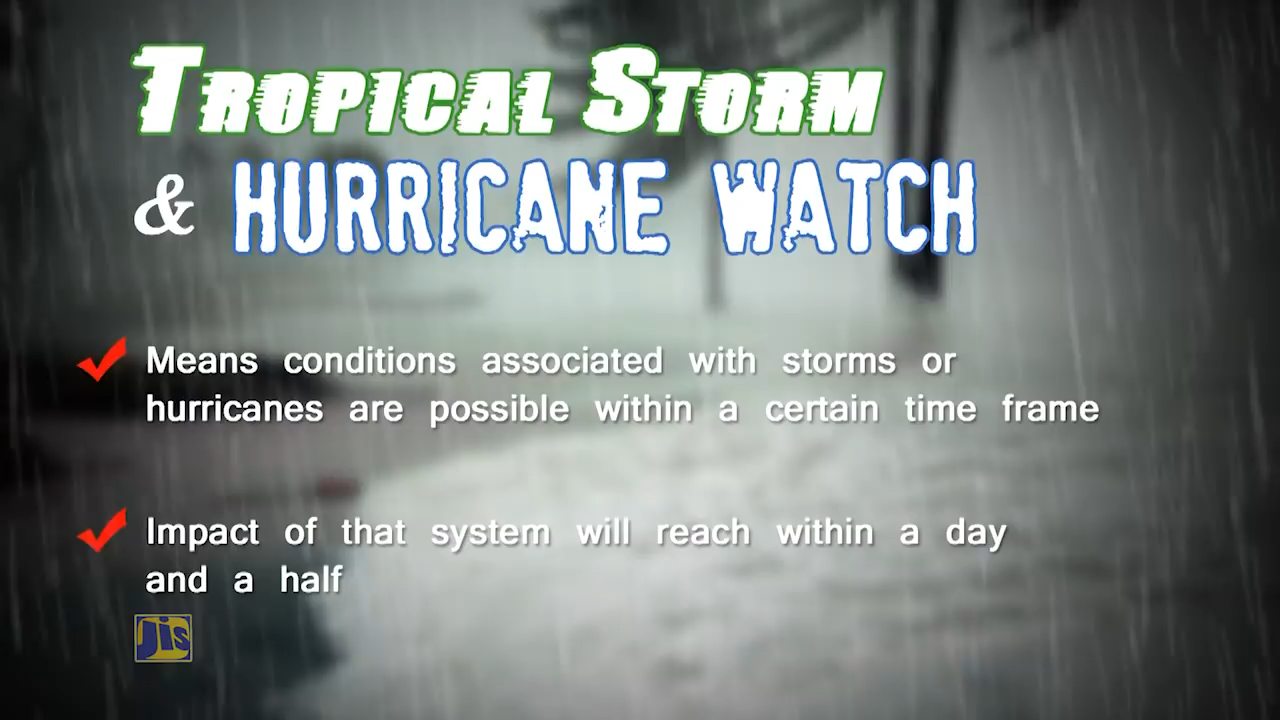 TROPICAL STORM
& HURRICANE WATCH
Means conditions associated with storms or
hurricanes are possible within a certain time frame
Impact of that system will reach within a day
and a half
Jis